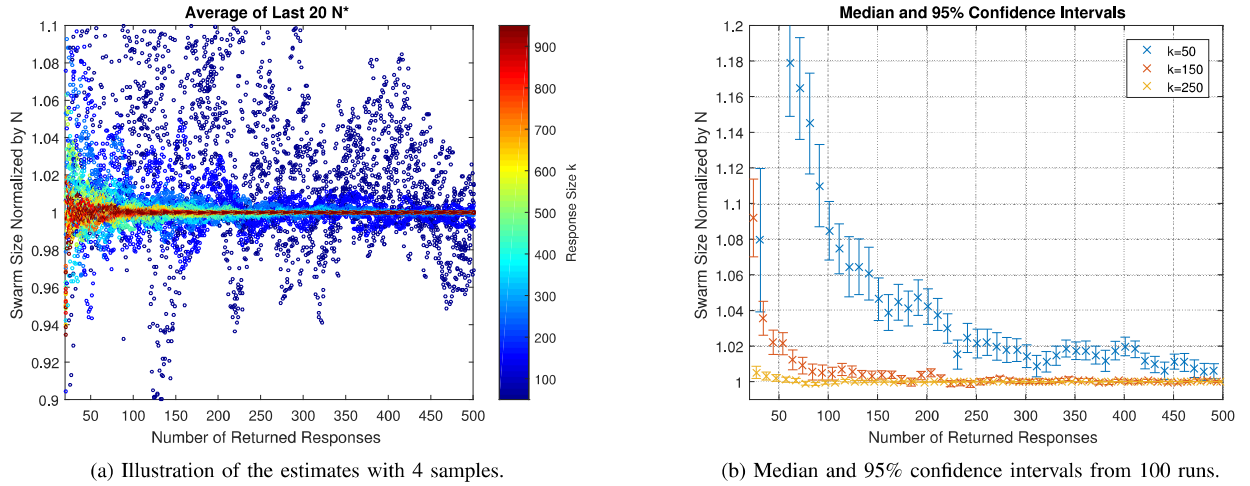 Average of Last 20 N*
Swarm Size Normalized by N
1.1
1.08
1.06
1.04
1.02
1
0.98
0.96
0.94
0.92
0.9
50 100 150 200 250 300 350 400 450 500
Number of Returned Responses
900
800
700
600
500
400
300
200
100
Response Size k
(a) Illustration of the estimates with 4 samples.
Median and 95% Confidence Intervals
Swarm Size Normalized by N
1.2
1.18
1.16
1.14
1.12
1.1
1.08
1.06
1.04
1.02
1
k=50
k=150
k=250
50 100 150 200 250 300 350 400 450 500
Number of Returned Responses
(b) Median and 95% confidence intervals from 100 runs.